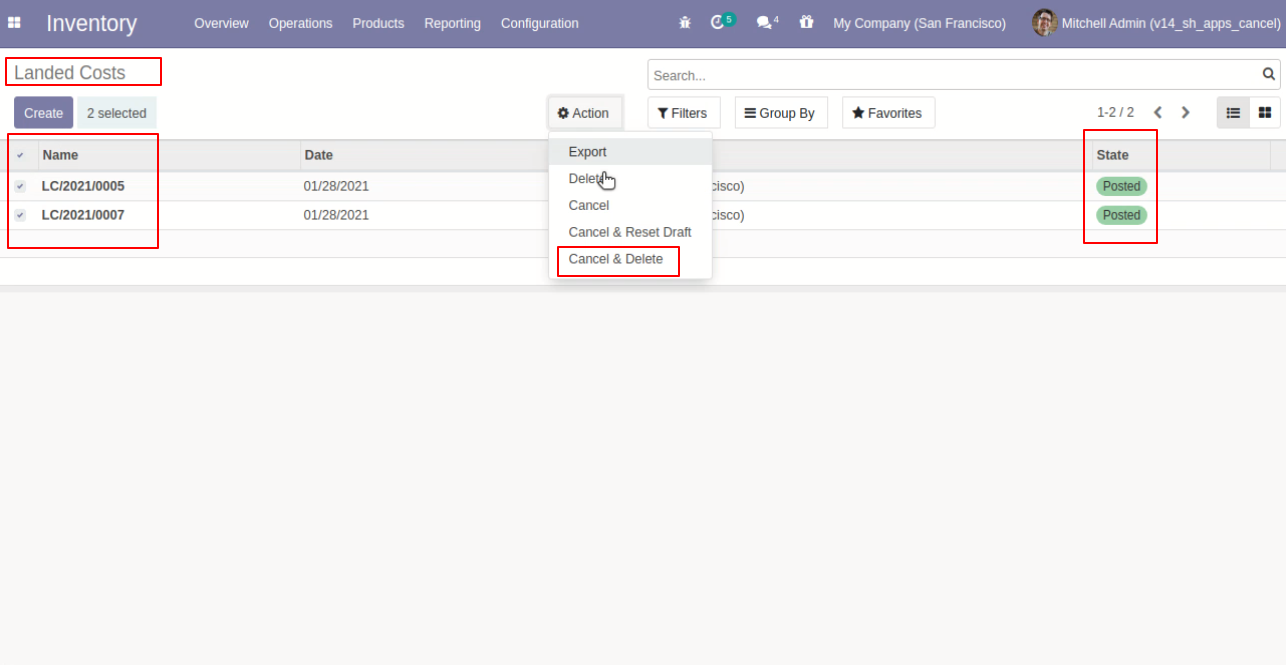 Inventory Overview Operations Products Reporting Configuration 5 4 My Company (San Francisco) Mitchell Admin (v14_sh_apps_cancel)
Landed Costs
Search...
Create 2 selected Action Filters Group By Favorites 1-2 / 2
Name Date State
Export
LC/2021/0005 01/28/2021 cisco) Posted
Delete
Cancel
LC/2021/0007 01/28/2021 cisco) Posted
Cancel & Reset Draft
Cancel & Delete